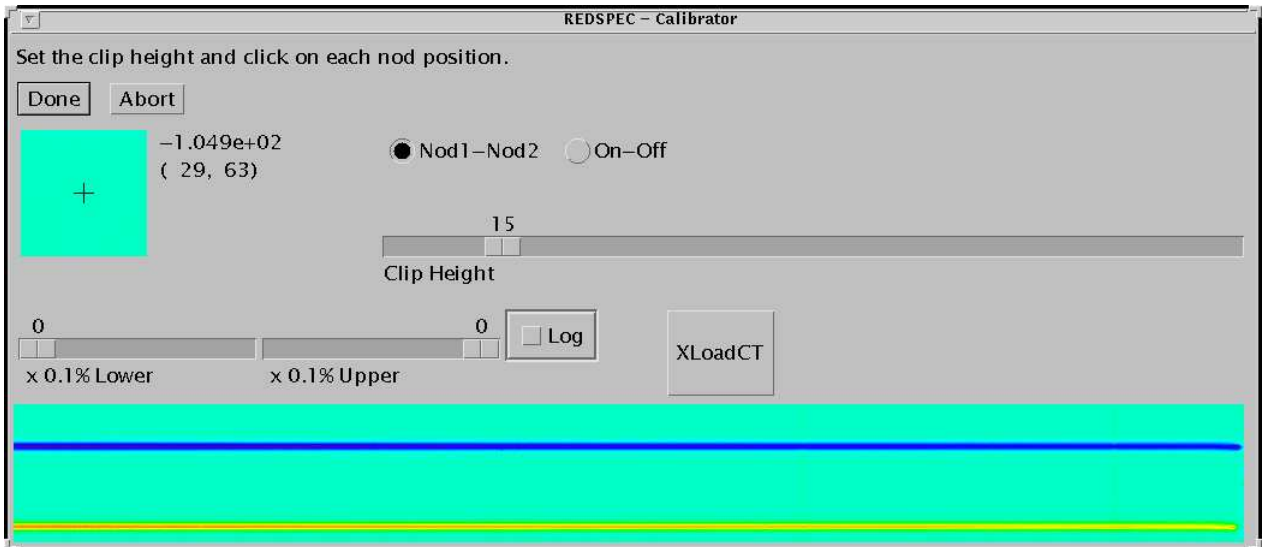 REDSPEC – Calibrator
Set the clip height and click on each nod position.
Done Abort
−1.049e+02
( 29, 63)
Nod1−Nod2 On−Off
15
Clip Height
0 0
Log
XLoadCT
x 0.1% Lower x 0.1% Upper